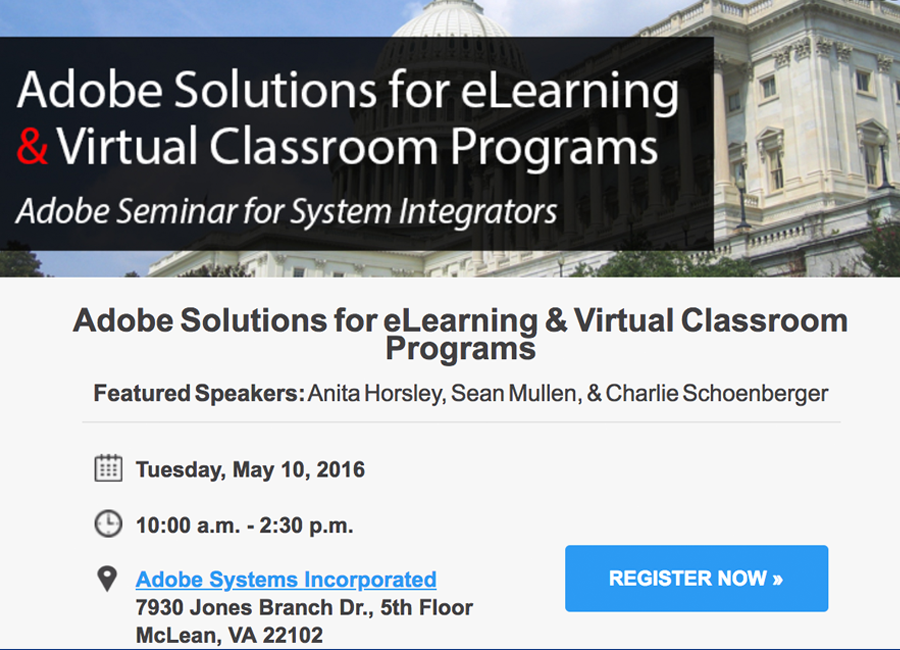 Adobe Solutions for eLearning
& Virtual Classroom Programs
Adobe Seminar for System Integrators
Adobe Solutions for eLearning & Virtual Classroom
Programs
Featured Speakers: Anita Horsley, Sean Mullen, & Charlie Schoenberger
Tuesday, May 10, 2016
10:00 a.m. - 2:30 p.m.
Adobe Systems Incorporated
7930 Jones Branch Dr., 5th Floor
McLean, VA 22102
REGISTER NOW »